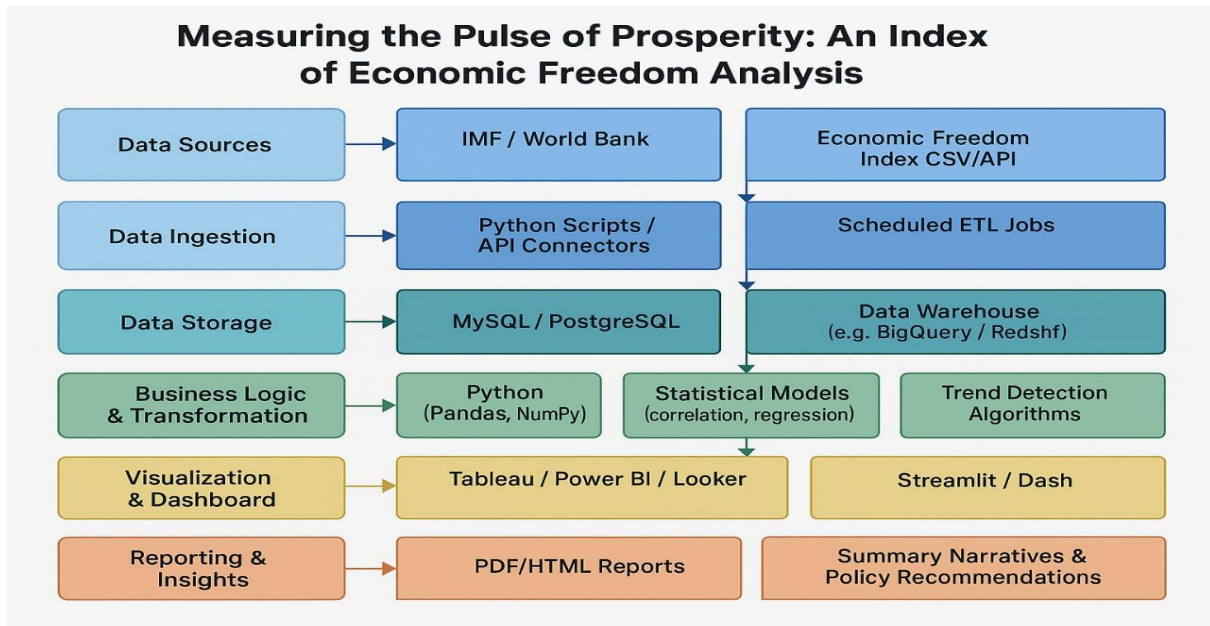 Measuring the Pulse of Prosperity: An Index
of Economic Freedom Analysis
Data Sources
IMF / World Bank
Economic Freedom
Index CSV/API
Data Ingestion
Python Scripts /
API Connectors
Scheduled ETL Jobs
Data Storage
MySQL / PostgreSQL
Data Warehouse
(e.g. BigQuery / Redshf)
Business Logic
& Transformation
Python
(Pandas, NumPy)
Statistical Models
(correlation, regression)
Trend Detection
Algorithms
Visualization
& Dashboard
Tableau / Power BI / Looker
Streamlit / Dash
Reporting &
Insights
PDF/HTML Reports
Summary Narratives &
Policy Recommendations